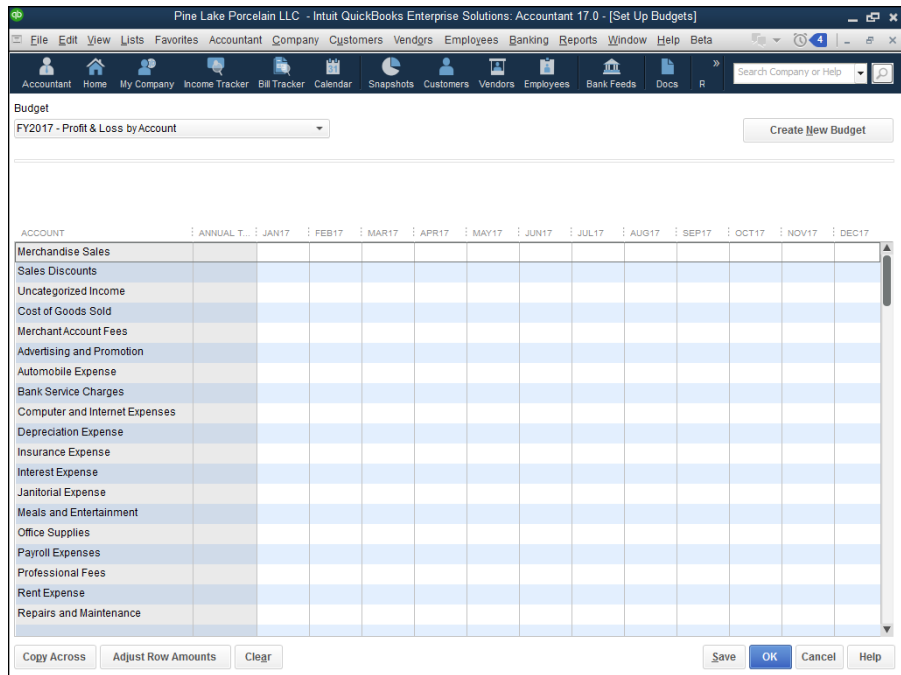 qb Pine Lake Porcelain LLC - Intuit QuickBooks Enterprise Solutions: Accountant 17.0 - [Set Up Budgets]
File Edit View Lists Favorites Accountant Company Customers Vendors Employees Banking Reports Window Help Beta 4
Accountant Home My Company Income Tracker Bill Tracker Calendar Snapshots Customers Vendors Employees Bank Feeds Docs R » Search Company or Help
Budget
FY2017 - Profit & Loss by Account
Create New Budget
ACCOUNT ANNUAL T... JAN17 FEB17 MAR17 APR17 MAY17 JUN17 JUL17 AUG17 SEP17 OCT17 NOV17 DEC17
Merchandise Sales
Sales Discounts
Uncategorized Income
Cost of Goods Sold
Merchant Account Fees
Advertising and Promotion
Automobile Expense
Bank Service Charges
Computer and Internet Expenses
Depreciation Expense
Insurance Expense
Interest Expense
Janitorial Expense
Meals and Entertainment
Office Supplies
Payroll Expenses
Professional Fees
Rent Expense
Repairs and Maintenance
Copy Across Adjust Row Amounts Clear Save OK Cancel Help